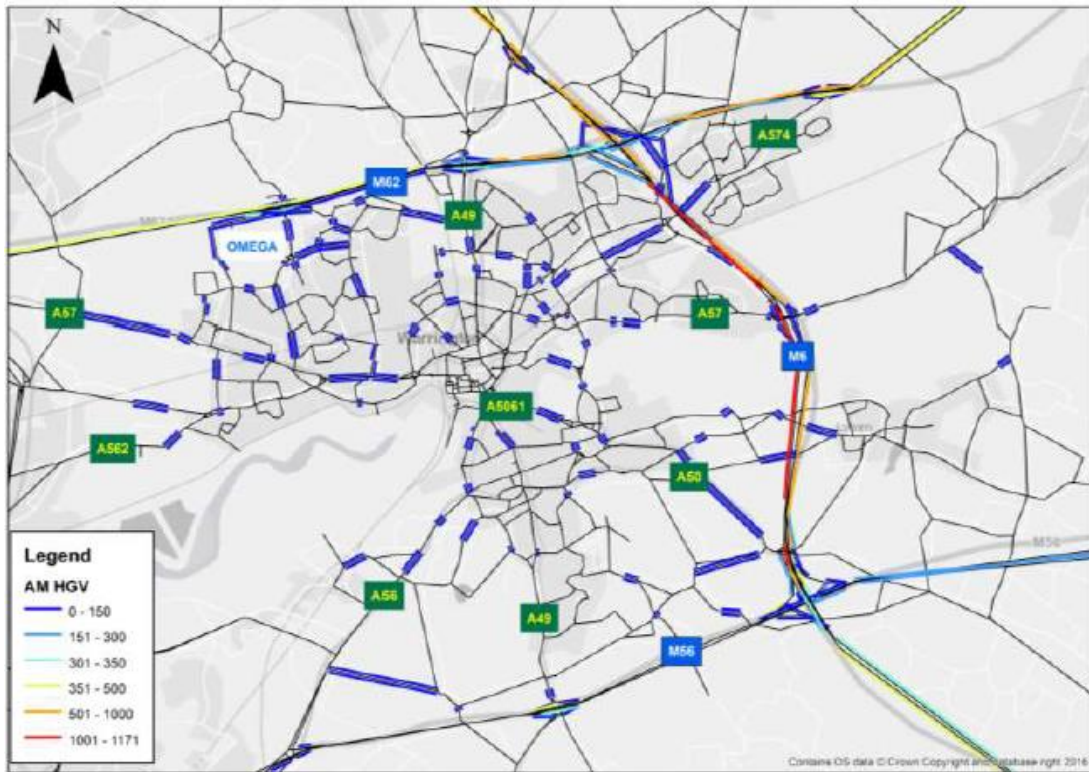 N
A574
M62
A49
OMEGA
A57
A57
Warrington
M6
A5061
A562
A50
Legend
AM HGV
0 - 150
151 - 300
301 - 350
351 - 500
501 - 1000
1001 - 1171
A56
A49
M56
Contains OS data © Crown Copyright and database right 2016